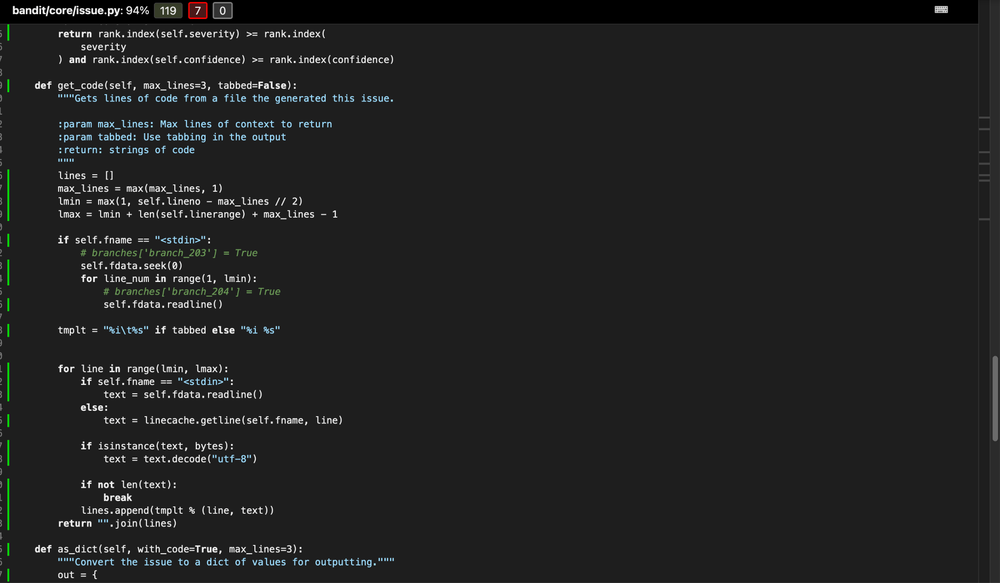 bandit/core/issue.py: 94% 119 7 0
        return rank.index(self.severity) >= rank.index(
            severity
        ) and rank.index(self.confidence) >= rank.index(confidence)

    def get_code(self, max_lines=3, tabbed=False):
        """Gets lines of code from a file the generated this issue.

        :param max_lines: Max lines of context to return
        :param tabbed: Use tabbing in the output
        :return: strings of code
        """
        lines = []
        max_lines = max(max_lines, 1)
        lmin = max(1, self.lineno - max_lines // 2)
        lmax = lmin + len(self.linerange) + max_lines - 1

        if self.fname == "<stdin>":
            # branches['branch_203'] = True
            self.fdata.seek(0)
            for line_num in range(1, lmin):
                # branches['branch_204'] = True
                self.fdata.readline()

        tmplt = "%i\t%s" if tabbed else "%i %s"


        for line in range(lmin, lmax):
            if self.fname == "<stdin>":
                text = self.fdata.readline()
            else:
                text = linecache.getline(self.fname, line)

            if isinstance(text, bytes):
                text = text.decode("utf-8")

            if not len(text):
                break
            lines.append(tmplt % (line, text))
        return "".join(lines)

    def as_dict(self, with_code=True, max_lines=3):
        """Convert the issue to a dict of values for outputting."""
        out = {